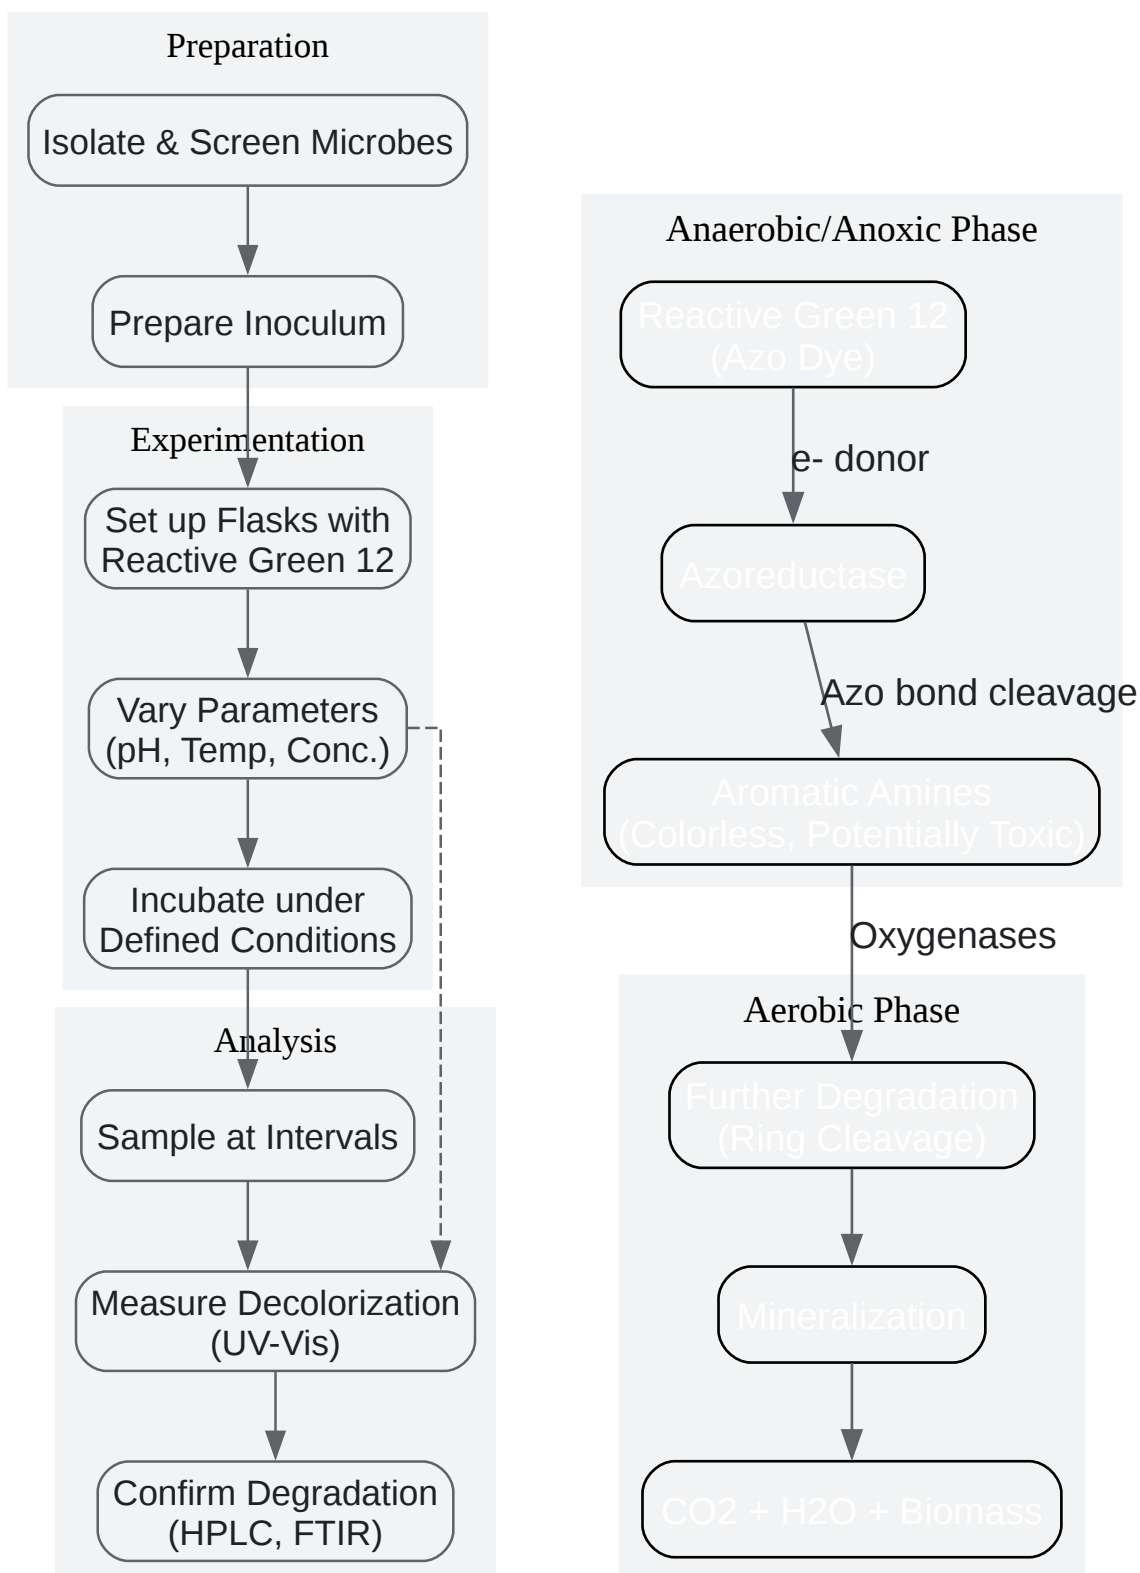 Preparation
Isolate & Screen Microbes
Prepare Inoculum
Experimentation
Set up Flasks with
Reactive Green 12
Vary Parameters
(pH, Temp, Conc.)
Incubate under
Defined Conditions
Analysis
Sample at Intervals
Measure Decolorization
(UV-Vis)
Confirm Degradation
(HPLC, FTIR)
Anaerobic/Anoxic Phase
Reactive Green 12
(Azo Dye)
e- donor
Azoreductase
Azo bond cleavage
Aromatic Amines
(Colorless, Potentially Toxic)
Oxygenases
Aerobic Phase
Further Degradation
(Ring Cleavage)
Mineralization
CO2 + H2O + Biomass